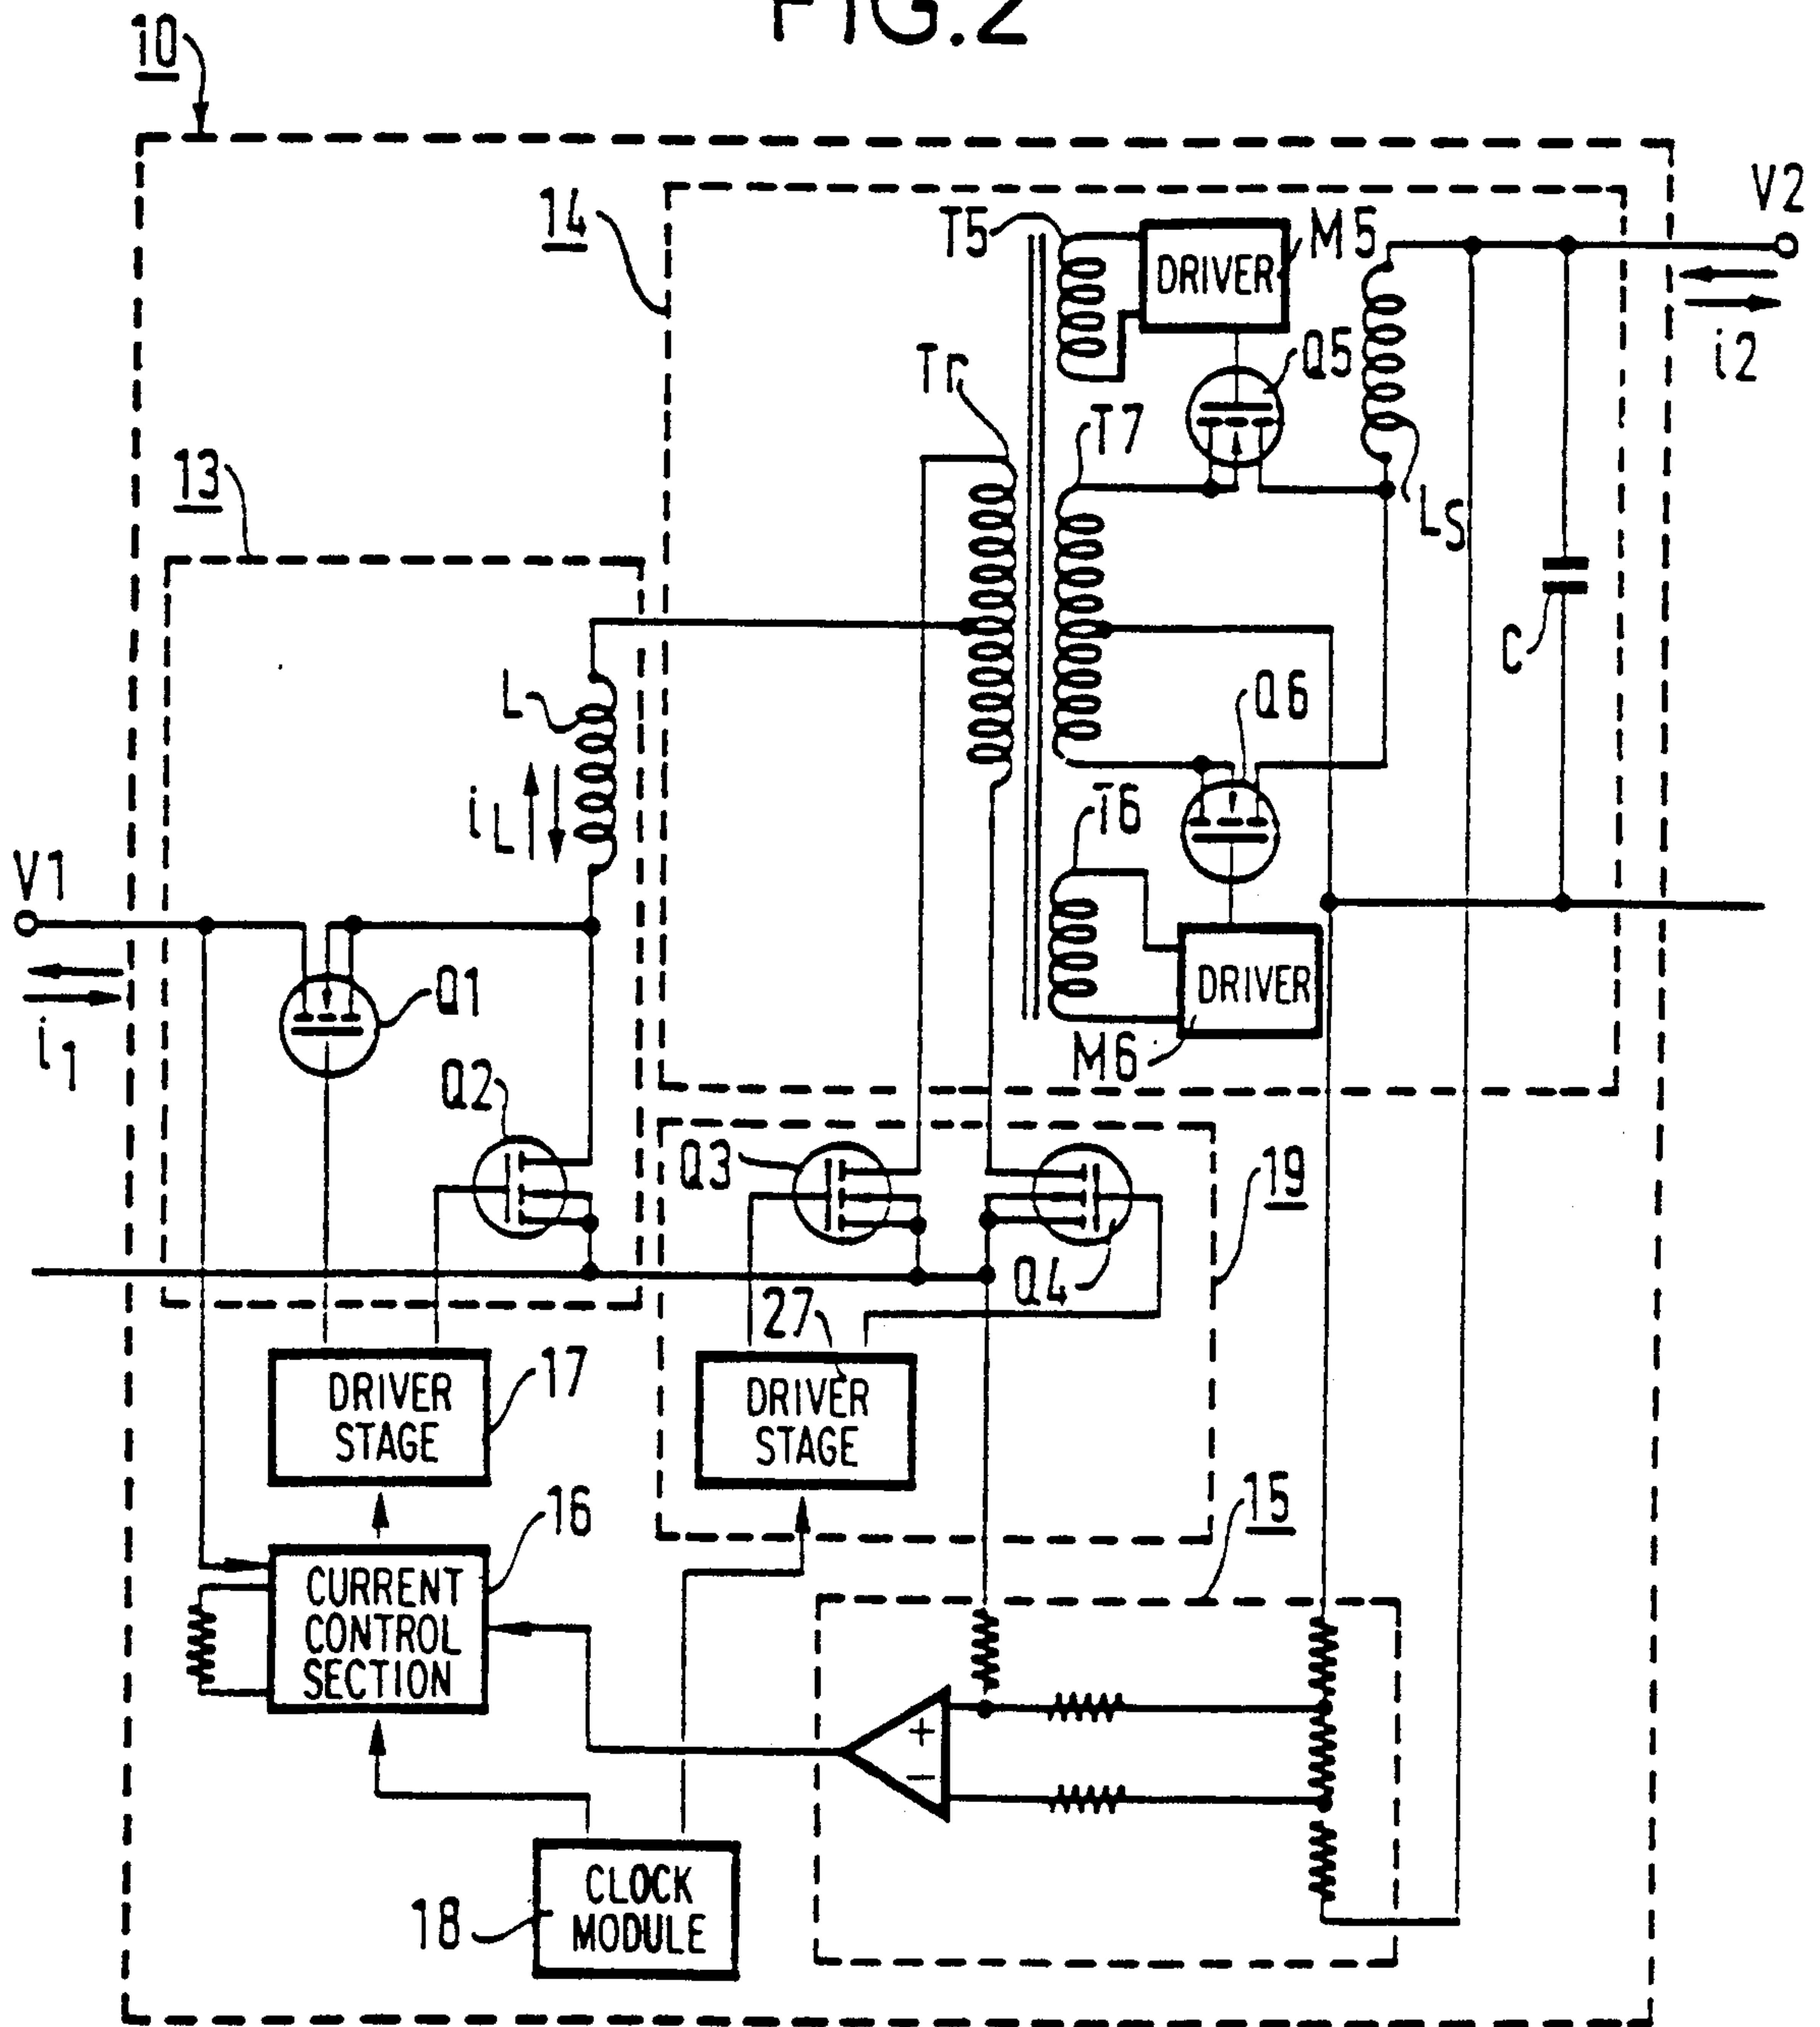 FIG.2
10
14
T5
DRIVER
M5
V2
i2
Tr
Q5
T7
LS
13
C
L
Q6
iL
T6
V1
i1
Q1
DRIVER
M6
Q2
Q3
19
Q4
27
DRIVER
STAGE
17
DRIVER
STAGE
16
15
CURRENT
CONTROL
SECTION
+
−
CLOCK
MODULE
18